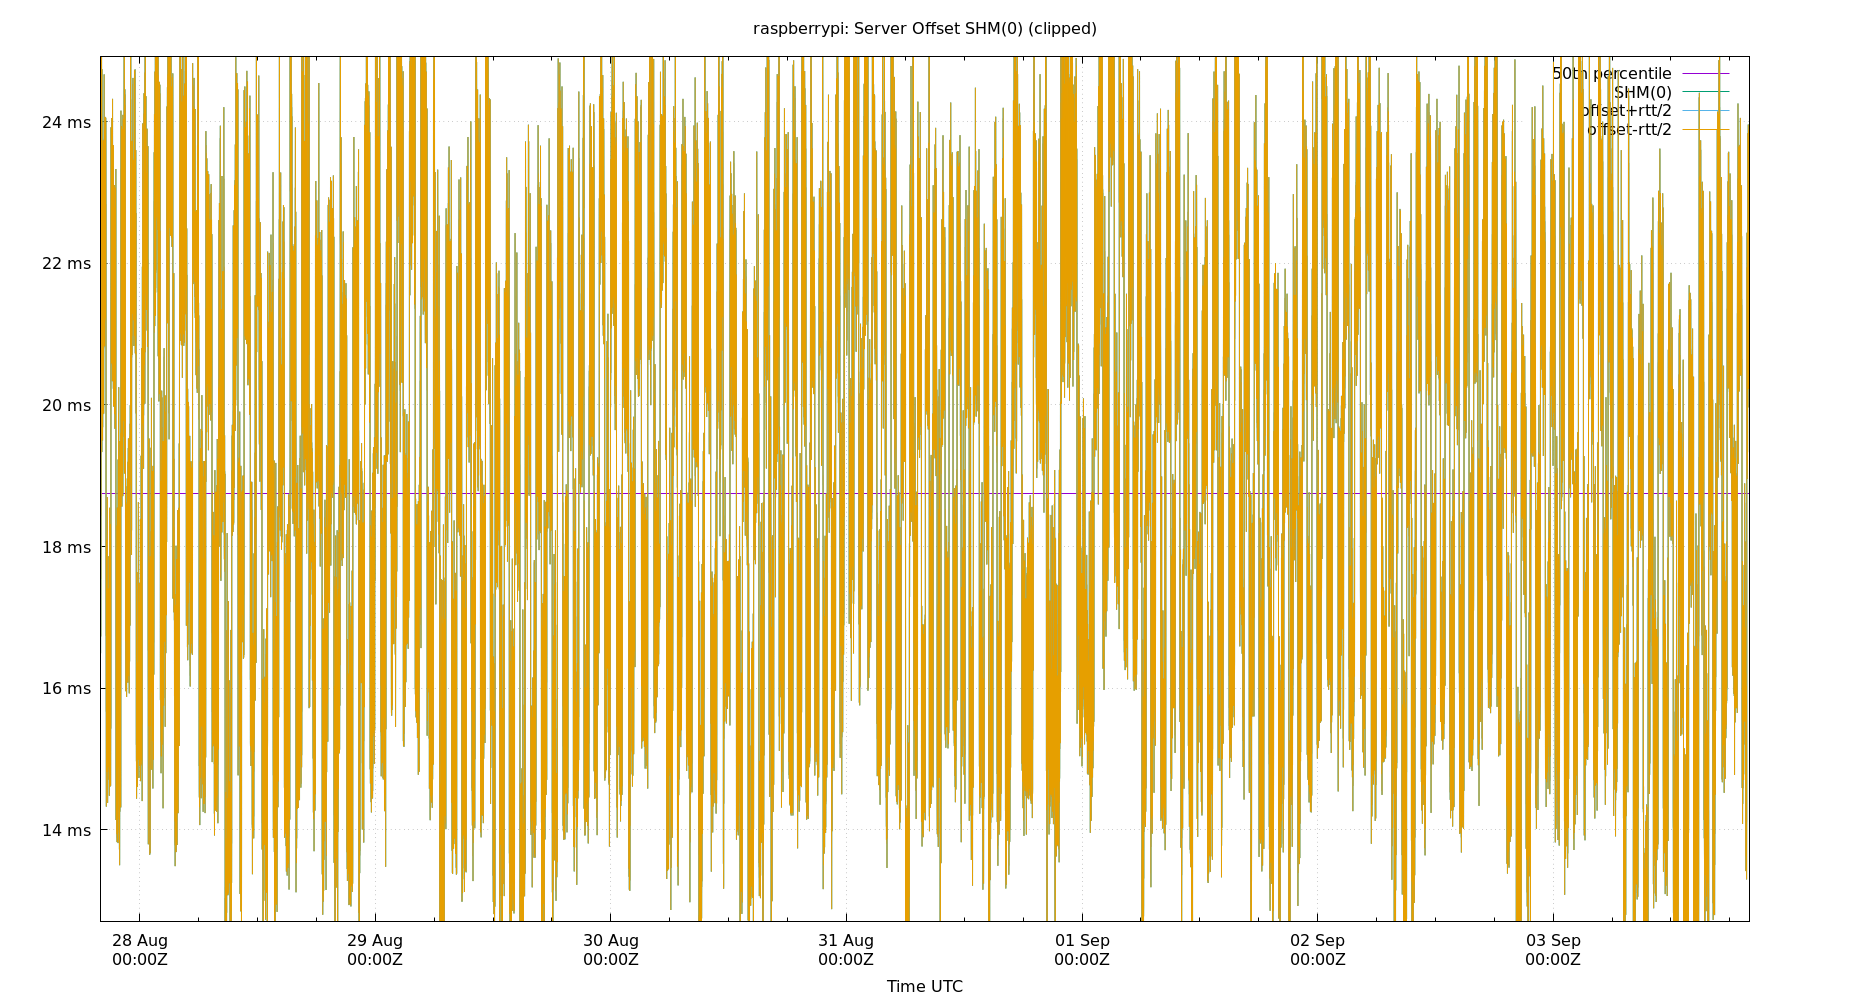 raspberrypi: Server Offset SHM(0) (clipped)
50th percentile
SHM(0)
offset+rtt/2
offset-rtt/2
24 ms
22 ms
20 ms
18 ms
16 ms
14 ms
28 Aug
00:00Z
29 Aug
00:00Z
30 Aug
00:00Z
31 Aug
00:00Z
01 Sep
00:00Z
02 Sep
00:00Z
03 Sep
00:00Z
Time UTC